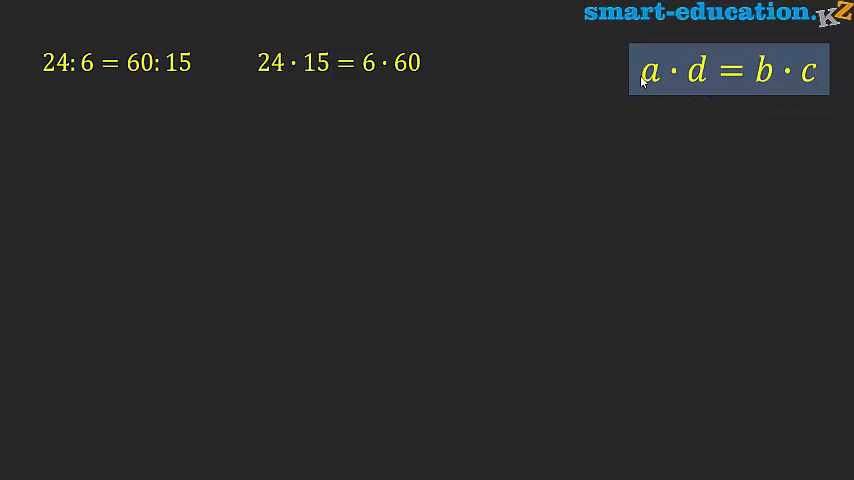 smart-education.KZ
24: 6 = 60: 15
24 · 15 = 6 · 60
a · d = b · c